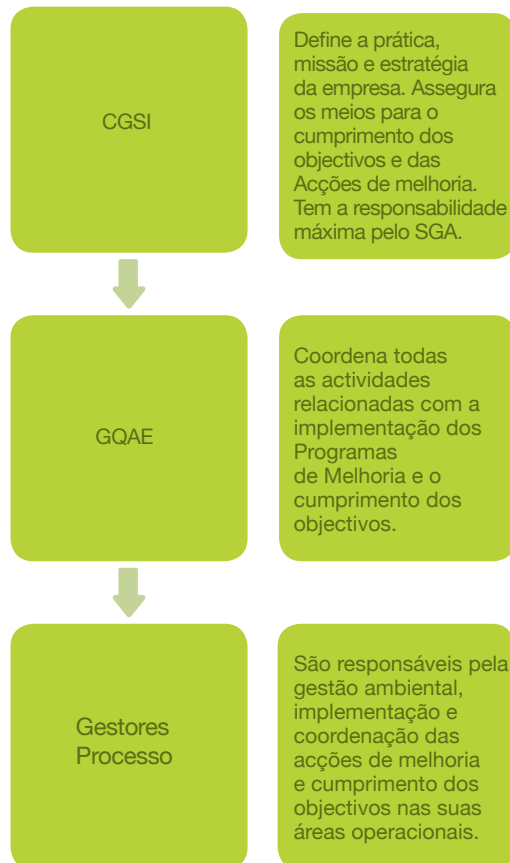 CGSI
Define a prática,
missão e estratégia
da empresa. Assegura
os meios para o
cumprimento dos
objectivos e das
Acções de melhoria.
Tem a responsabilidade
máxima pelo SGA.
GQAE
Coordena todas
as actividades
relacionadas com a
implementação dos
Programas
de Melhoria e o
cumprimento dos
objectivos.
Gestores
Processo
São responsáveis pela
gestão ambiental,
implementação e
coordenação das
acções de melhoria
e cumprimento dos
objectivos nas suas
áreas operacionais.